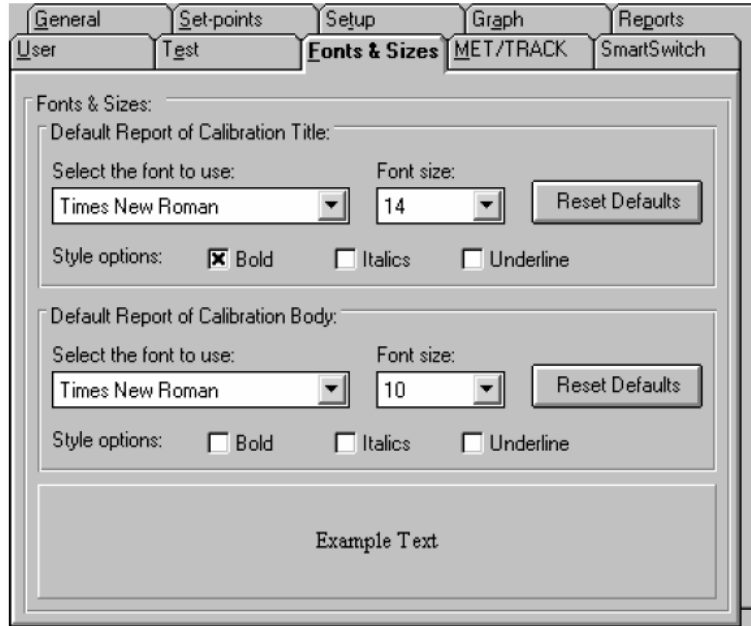 General Set-points Setup Graph Reports
User Test Fonts & Sizes MET/TRACK SmartSwitch
Fonts & Sizes:
Default Report of Calibration Title:
Select the font to use: Font size:
Times New Roman 14 Reset Defaults
Style options: Bold Italics Underline
Default Report of Calibration Body:
Select the font to use: Font size:
Times New Roman 10 Reset Defaults
Style options: Bold Italics Underline
Example Text